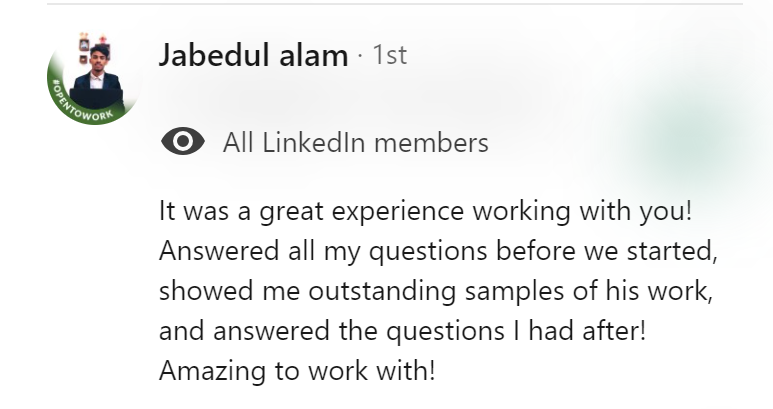 Jabedul alam · 1st
#OPENTOWORK
All LinkedIn members
It was a great experience working with you!
Answered all my questions before we started,
showed me outstanding samples of his work,
and answered the questions I had after!
Amazing to work with!